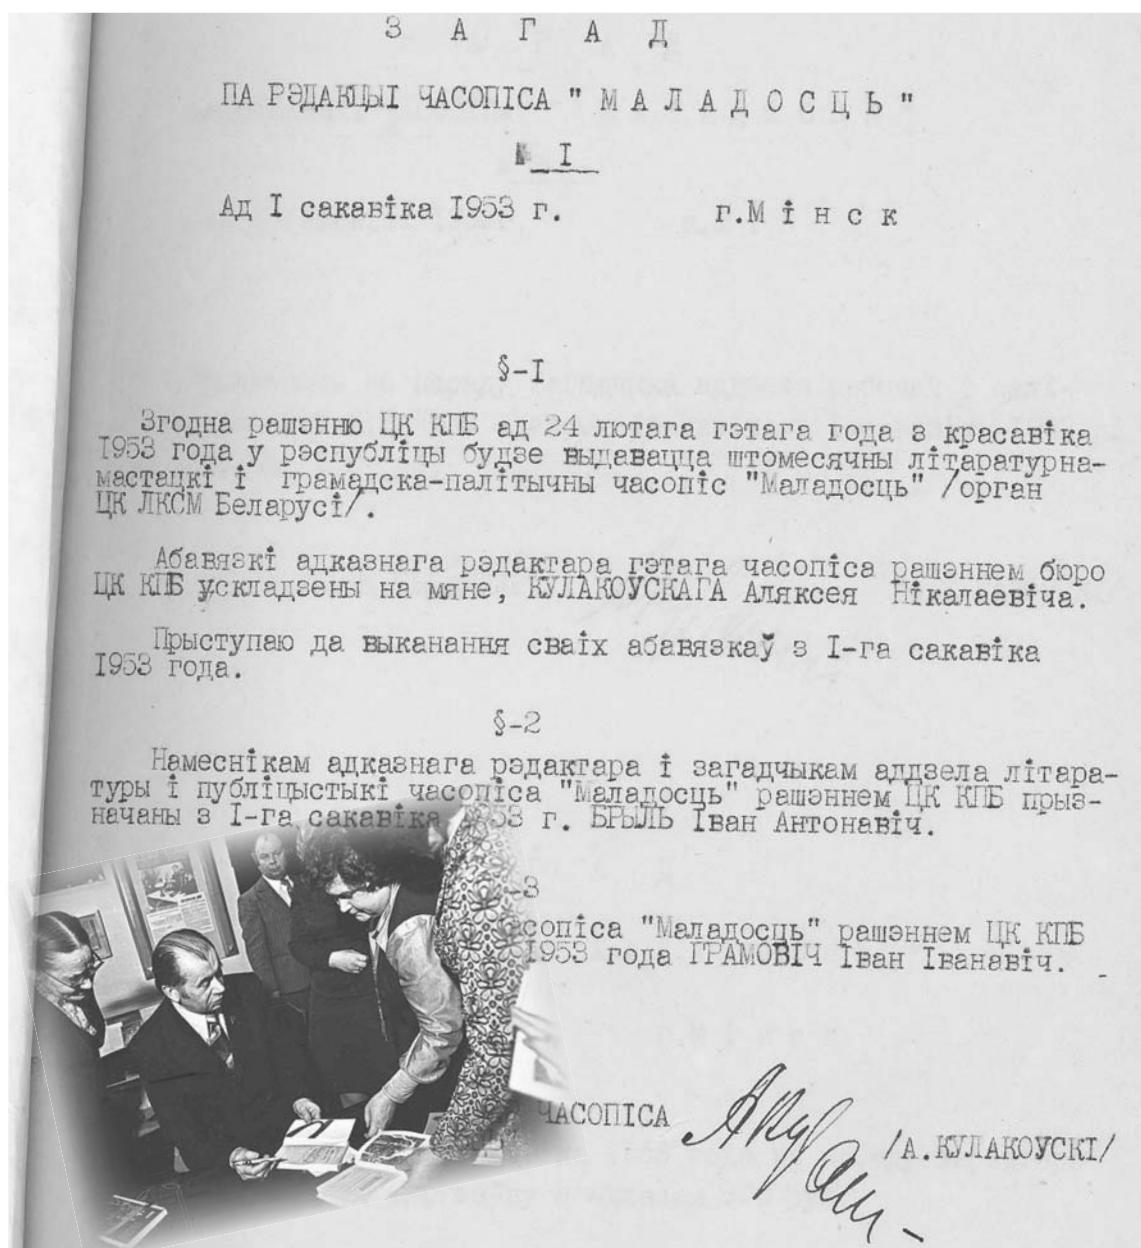 З А Г А Д
ПА РЭДАКЦЫІ ЧАСОПІСА "М А Л А Д О С Ц Ь"
№ I
Ад I сакавіка 1953 г. г.М і н с к
§-I
Згодна рашэнню ЦК КПБ ад 24 лютага гэтага года з красавіка
1953 года у рэспубліцы будзе выдавацца штомесячны літаратурна-
мастацкі і грамадска-палітычны часопіс "Маладосць" /орган
ЦК ЛКСМ Беларусі/.
Абавязкі адказнага рэдактара гэтага часопіса рашэннем бюро
ЦК КПБ ускладзены на мяне, КУЛАКОУСКАГА Аляксея Нікалаевіча.
Прыступаю да выканання сваіх абавязкаў з I-га сакавіка
1953 года.
§-2
Намеснікам адказнага рэдактара і загадчыкам аддзела літара-
туры і публіцыстыкі часопіса "Маладосць" рашэннем ЦК КПБ прыз-
начаны з I-га сакавіка 1953 г. БРЫЛЬ Іван Антонавіч.
-3
сопіса "Маладосць" рашэннем ЦК КПБ
1953 года ГРАМОВІЧ Іван Іванавіч.
ЧАСОПІСА /А.КУЛАКОУСКІ/